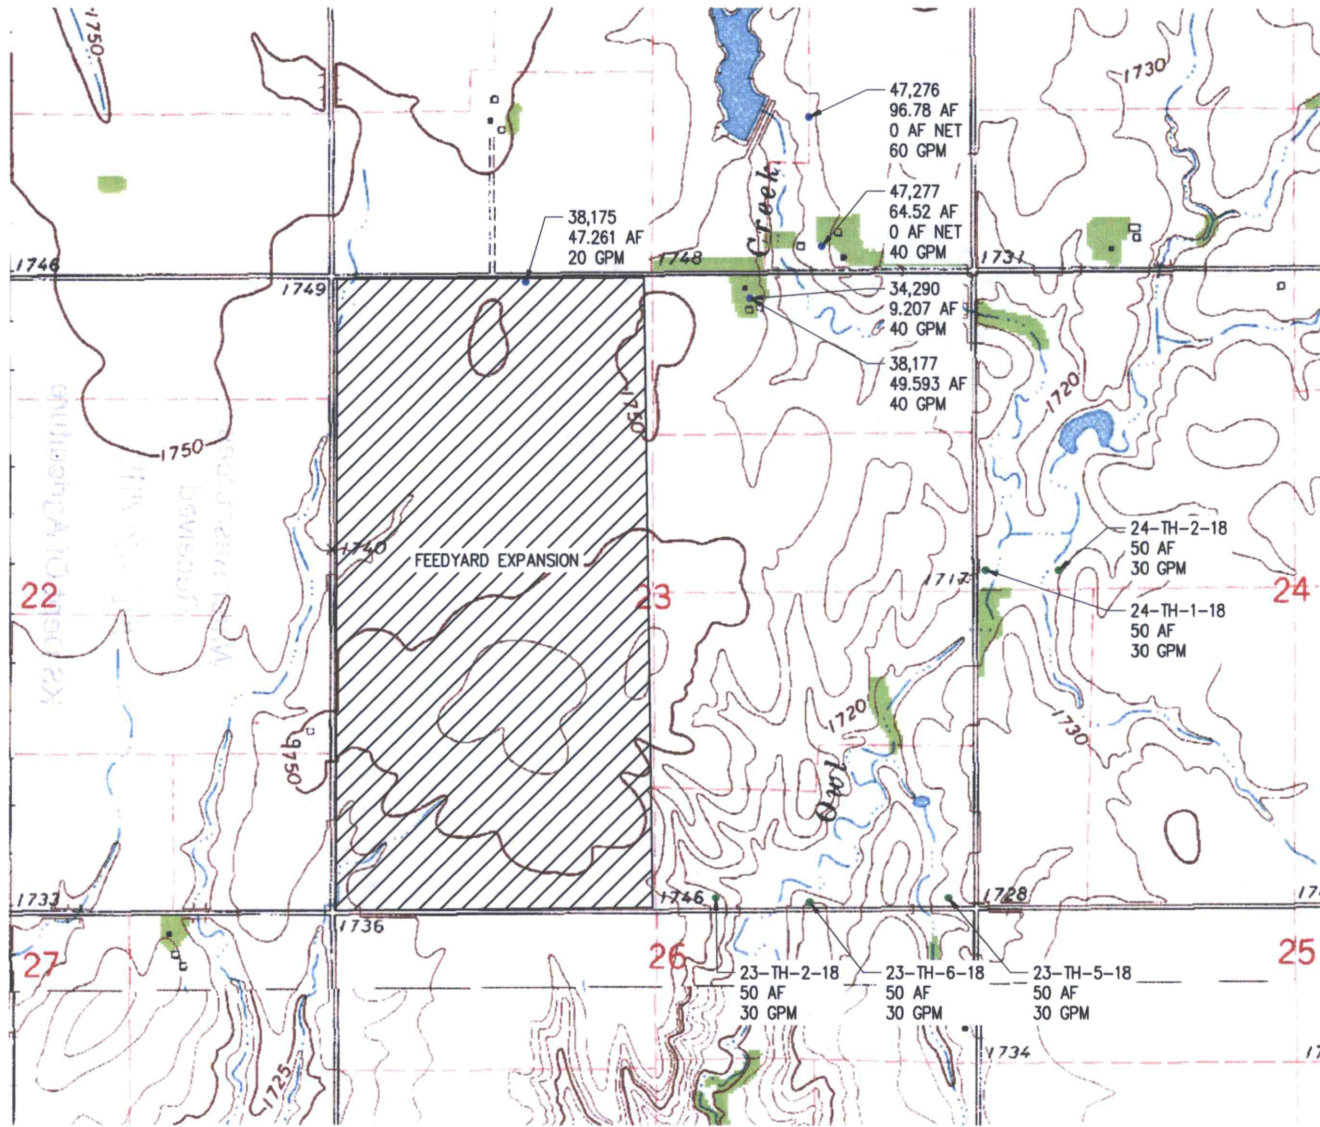 1750
1730
47,276
96.78 AF
0 AF NET
60 GPM
Creek
47,277
64.52 AF
0 AF NET
40 GPM
38,175
47.261 AF
20 GPM
1746
1749
1748
1731
34,290
9.207 AF
40 GPM
38,177
49.593 AF
40 GPM
1720
1750
1750
KS Dept Of Agriculture
Received
24-TH-2-18
50 AF
30 GPM
1740
FEEDYARD EXPANSION
1717
22
23
24
24-TH-1-18
50 AF
30 GPM
1720
1730
1750
Owl
1733
1746
1728
1736
27
26
25
23-TH-2-18
50 AF
30 GPM
23-TH-6-18
50 AF
30 GPM
23-TH-5-18
50 AF
30 GPM
1734
1725